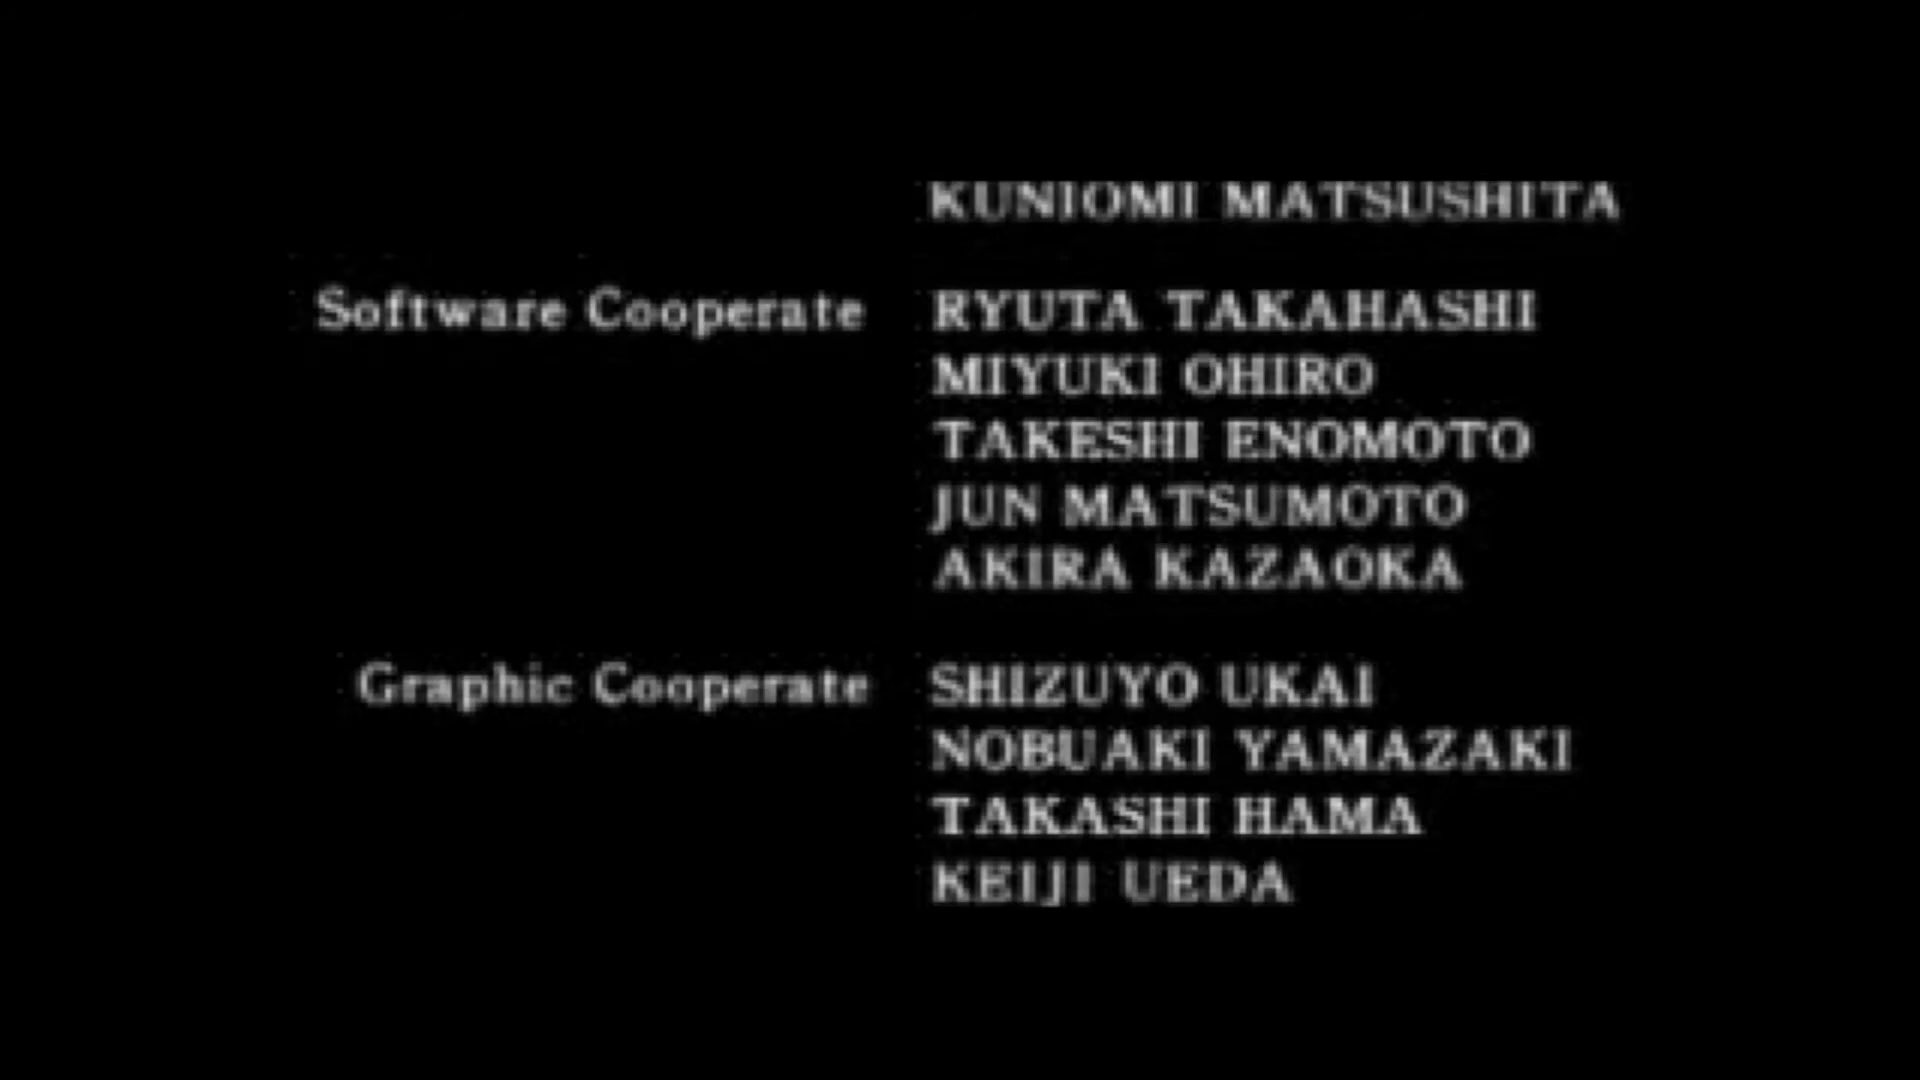 KUNIOMI MATSUSHITA
Software Cooperate RYUTA TAKAHASHI
MIYUKI OHIRO
TAKESHI ENOMOTO
JUN MATSUMOTO
AKIRA KAZAOKA
Graphic Cooperate SHIZUYO UKAI
NOBUAKI YAMAZAKI
TAKASHI HAMA
KEIJI UEDA